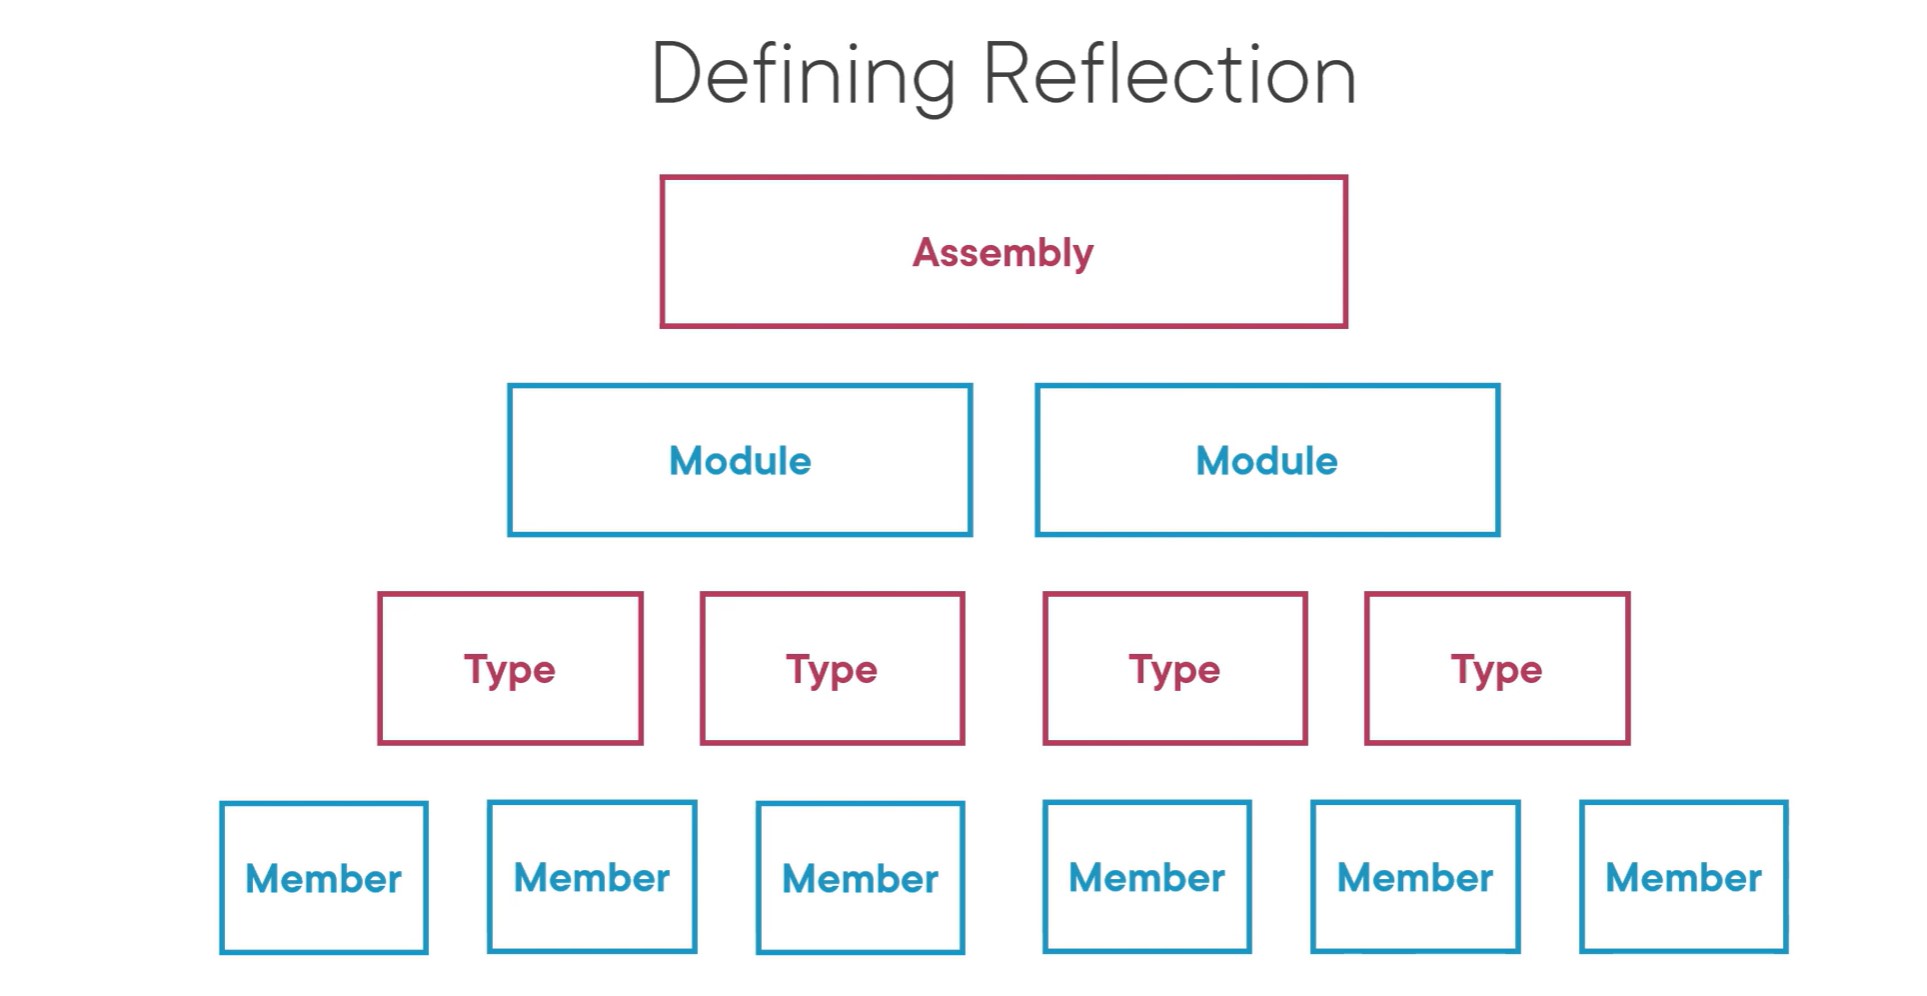 Defining Reflection
Assembly
Module Module
Type Type Type Type
Member Member Member Member Member Member